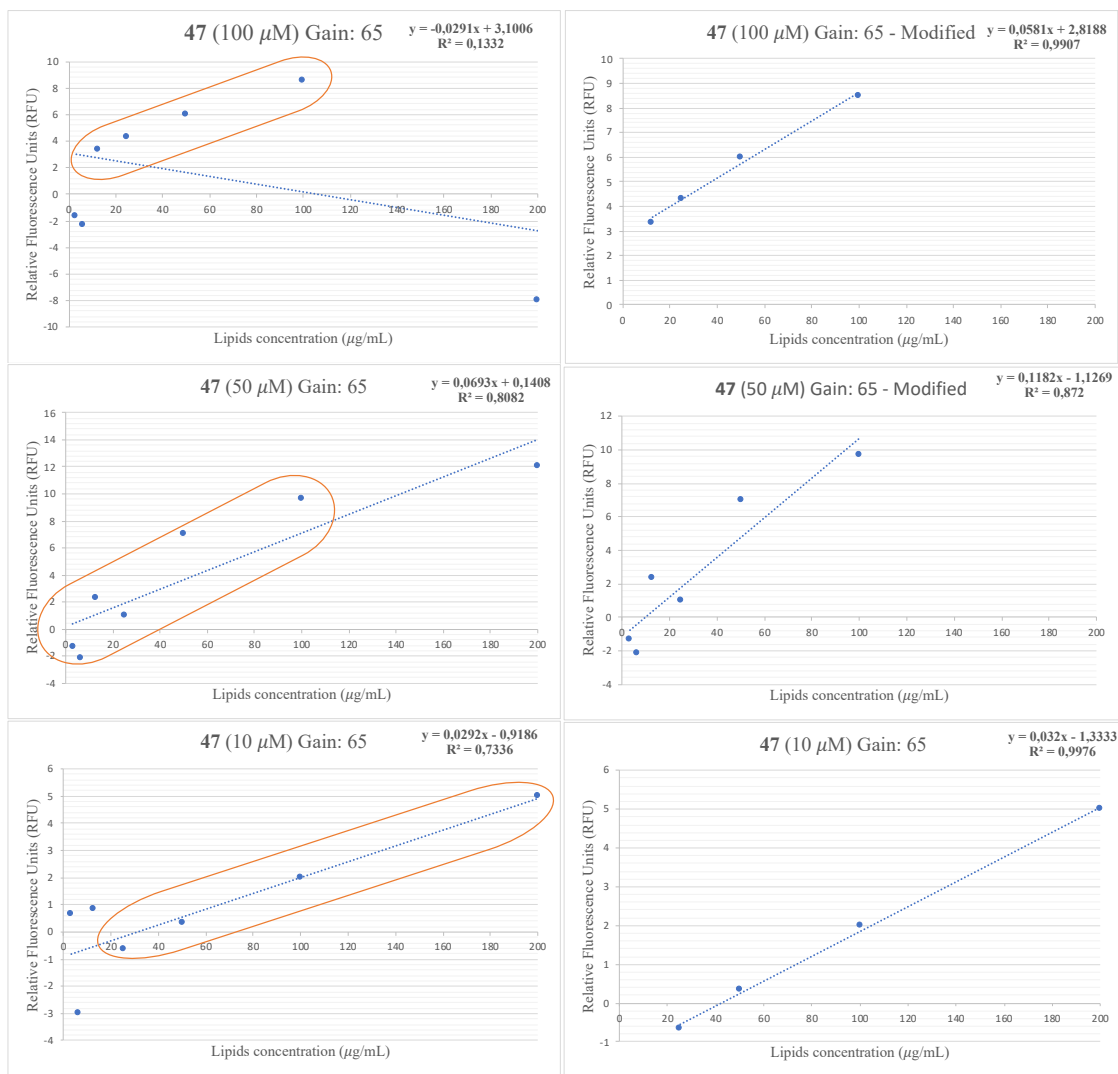 47 (100 μM) Gain: 65
y = -0,0291x + 3,1006
R² = 0,1332
Relative Fluorescence Units (RFU)
10
8
6
4
2
0
-2
-4
-6
-8
-10
0 20 40 60 80 100 120 140 160 180 200
Lipids concentration (μg/mL)
47 (100 μM) Gain: 65 - Modified
y = 0,0581x + 2,8188
R² = 0,9907
Relative Fluorescence Units (RFU)
10
9
8
7
6
5
4
3
2
1
0
0 20 40 60 80 100 120 140 160 180 200
Lipids concentration (μg/mL)
47 (50 μM) Gain: 65
y = 0,0693x + 0,1408
R² = 0,8082
Relative Fluorescence Units (RFU)
16
14
12
10
8
6
4
2
0
-2
-4
0 20 40 60 80 100 120 140 160 180 200
Lipids concentration (μg/mL)
47 (50 μM) Gain: 65 - Modified
y = 0,1182x - 1,1269
R² = 0,872
Relative Fluorescence Units (RFU)
12
10
8
6
4
2
0
-2
-4
0 20 40 60 80 100 120 140 160 180 200
Lipids concentration (μg/mL)
47 (10 μM) Gain: 65
y = 0,0292x - 0,9186
R² = 0,7336
Relative Fluorescence Units (RFU)
6
5
4
3
2
1
0
-1
-2
-3
-4
0 20 40 60 80 100 120 140 160 180 200
Lipids concentration (μg/mL)
47 (10 μM) Gain: 65
y = 0,032x - 1,3333
R² = 0,9976
Relative Fluorescence Units (RFU)
6
5
4
3
2
1
0
-1
0 20 40 60 80 100 120 140 160 180 200
Lipids concentration (μg/mL)